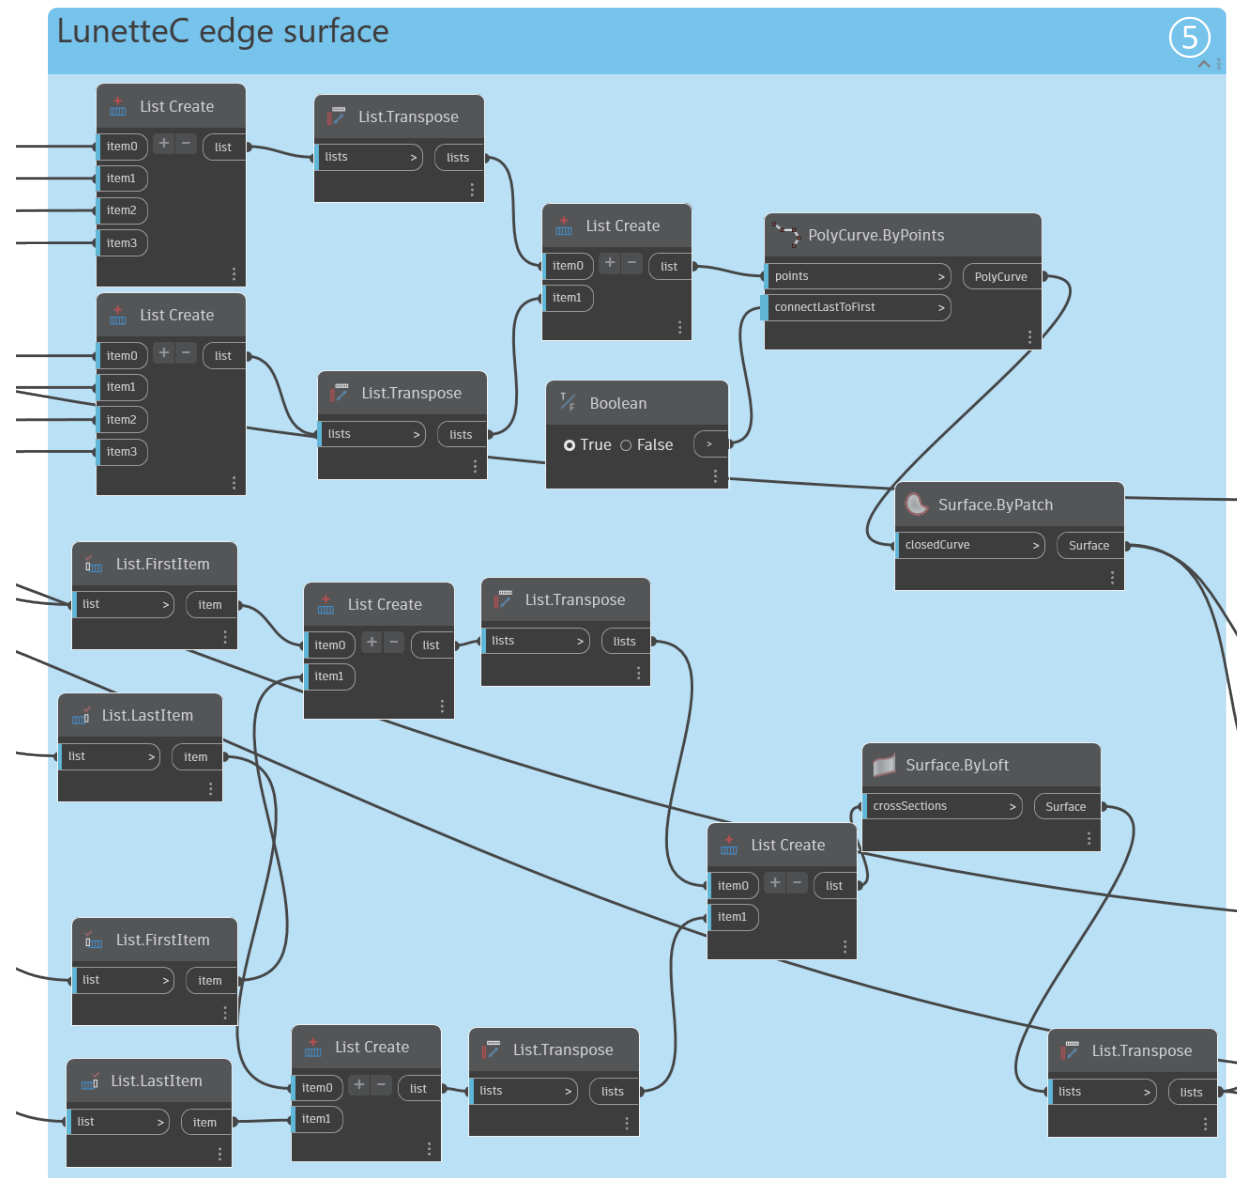 LunetteC edge surface
5
List Create
item0 + - list
item1
item2
item3
List.Transpose
lists > lists
List Create
item0 + - list
item1
PolyCurve.ByPoints
points > PolyCurve
connectLastToFirst >
List Create
item0 + - list
item1
item2
item3
List.Transpose
lists > lists
T/F Boolean
True False >
Surface.ByPatch
closedCurve > Surface
List.FirstItem
list > item
List Create
item0 + - list
item1
List.Transpose
lists > lists
List.LastItem
list > item
Surface.ByLoft
crossSections > Surface
List Create
item0 + - list
item1
List.FirstItem
list > item
List Create
item0 + - list
item1
List.Transpose
lists > lists
List.LastItem
list > item
List.Transpose
lists > lists